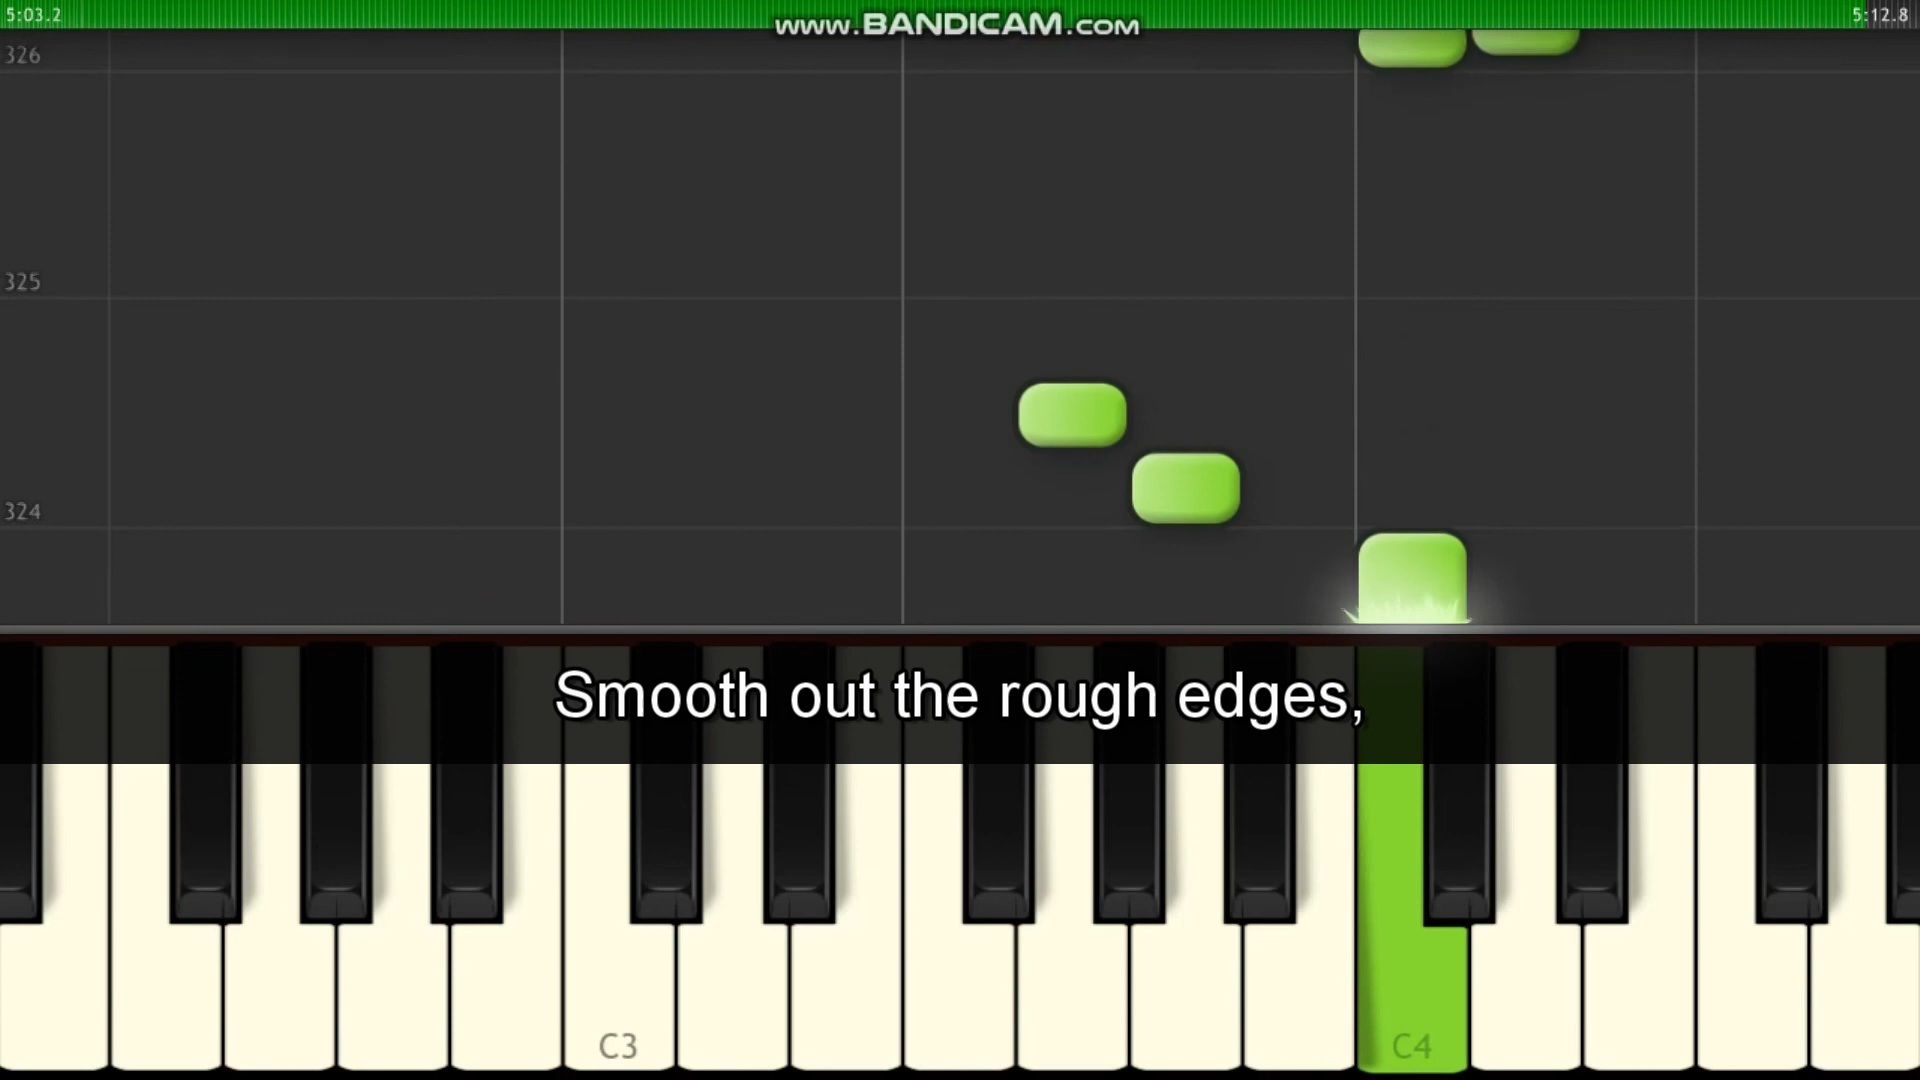 5:03.2
www.BANDICAM.com
5:12.8
326
325
324
Smooth out the rough edges,
C3
C4